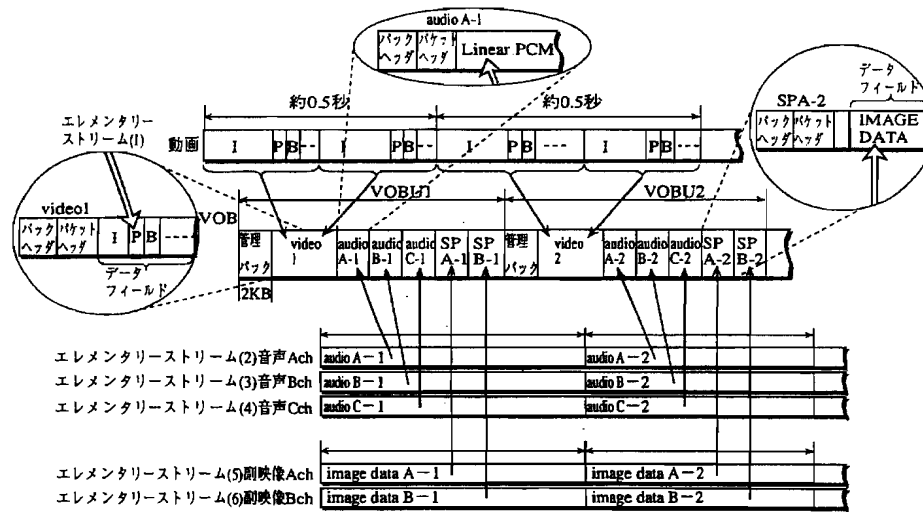 audio A-1
パック ヘッダ
パケット ヘッダ
Linear PCM
約0.5秒
約0.5秒
データ フィールド
SPA-2
パック ヘッダ
パケット ヘッダ
IMAGE DATA
エレメンタリー ストリーム(1)
動画
I P B --- I P B --- I P B --- I P B ---
VOBU1
VOBU2
video1
パック ヘッダ
パケット ヘッダ
I P B ----
データ フィールド
VOB
管理 パック
video 1
audio A-1
audio B-1
audio C-1
SP A-1
SP B-1
管理 パック
video 2
audio A-2
audio B-2
audio C-2
SP A-2
SP B-2
2KB
エレメンタリーストリーム(2)音声Ach
audio A-1
audio A-2
エレメンタリーストリーム(3)音声Bch
audio B-1
audio B-2
エレメンタリーストリーム(4)音声Cch
audio C-1
audio C-2
エレメンタリーストリーム(5)副映像Ach
image data A-1
image data A-2
エレメンタリーストリーム(6)副映像Bch
image data B-1
image data B-2